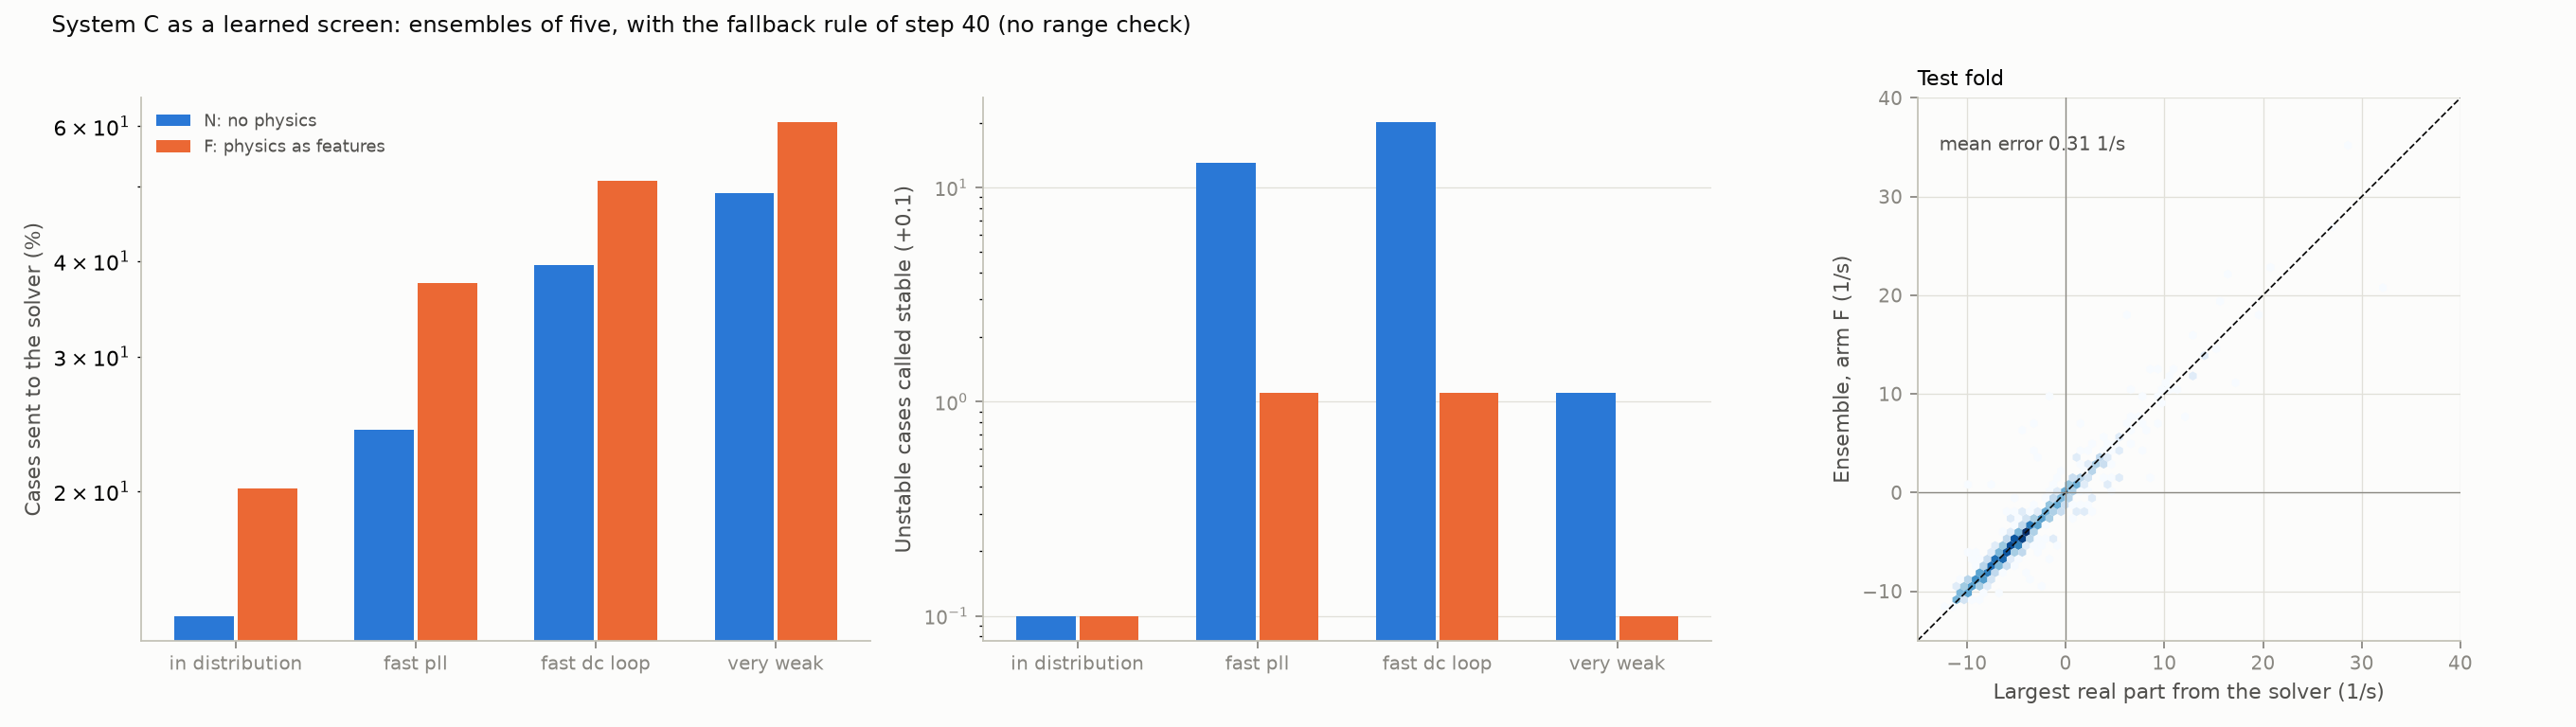 System C as a learned screen: ensembles of five, with the fallback rule of step 40 (no range check)
Cases sent to the solver (%)
6 × 10¹
4 × 10¹
3 × 10¹
2 × 10¹
N: no physics
F: physics as features
in distribution
fast pll
fast dc loop
very weak
Unstable cases called stable (+0.1)
10¹
10⁰
10⁻¹
in distribution
fast pll
fast dc loop
very weak
Test fold
Ensemble, arm F (1/s)
40
30
20
10
0
−10
mean error 0.31 1/s
−10
0
10
20
30
40
Largest real part from the solver (1/s)